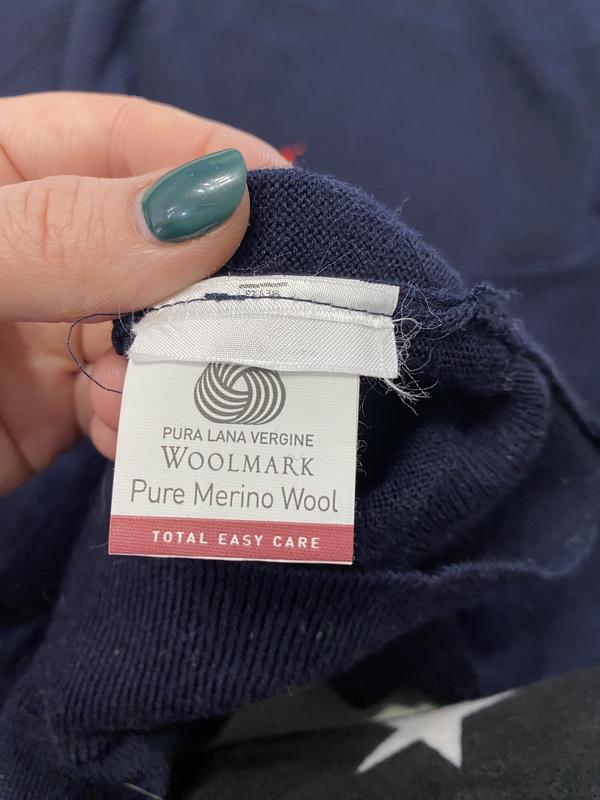 PURA LANA VERGINE
WOOLMARK
Pure Merino Wool
TOTAL EASY CARE